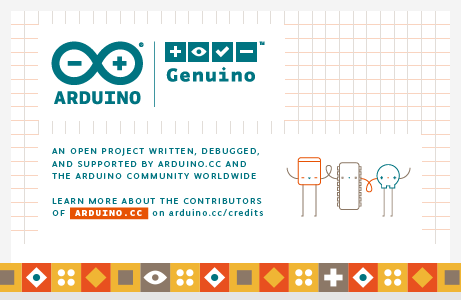 ARDUINO
Genuino™
AN OPEN PROJECT WRITTEN, DEBUGGED,
AND SUPPORTED BY ARDUINO.CC AND
THE ARDUINO COMMUNITY WORLDWIDE
LEARN MORE ABOUT THE CONTRIBUTORS
OF ARDUINO.CC on arduino.cc/credits